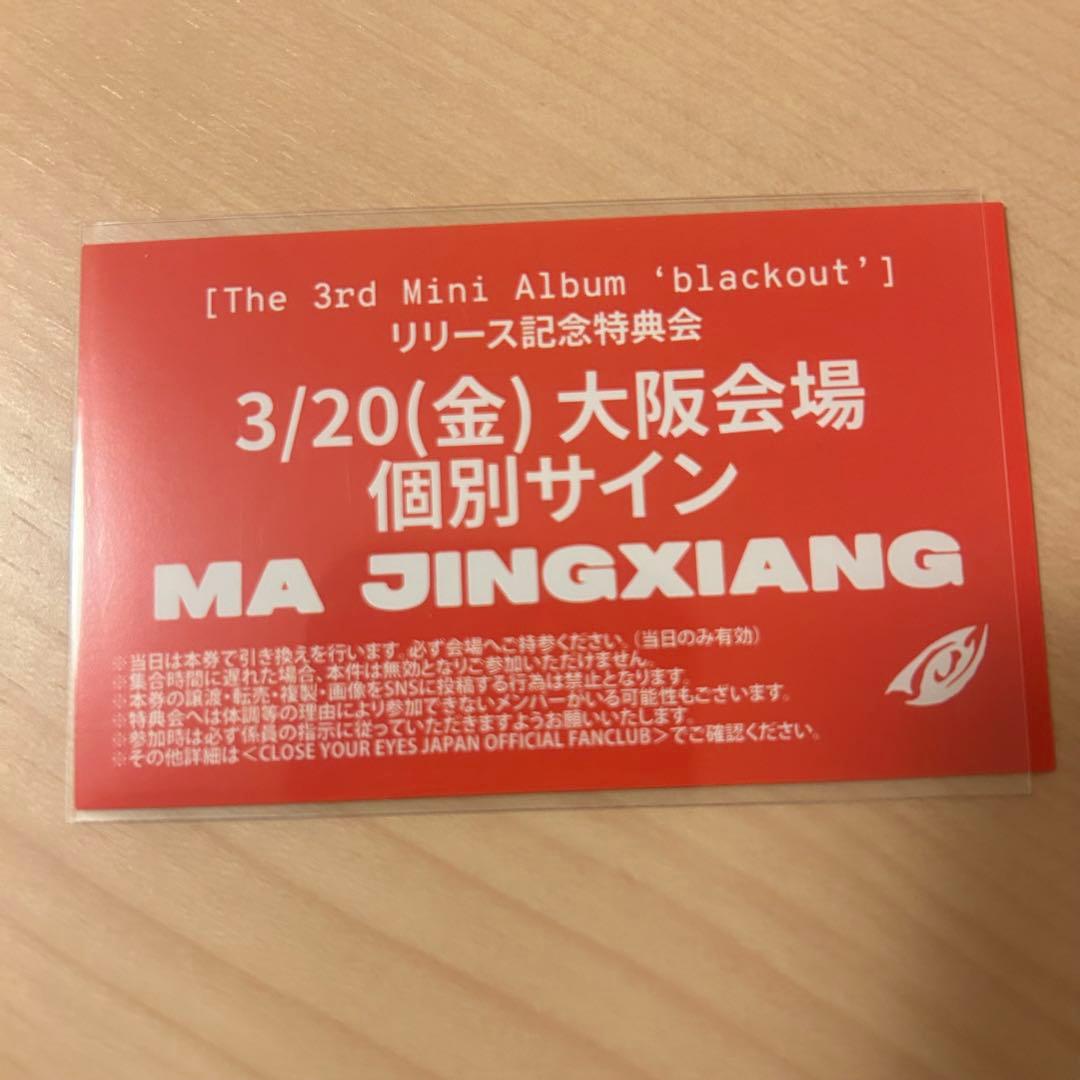 [The 3rd Mini Album ‘blackout’]
リリース記念特典会
3/20(金) 大阪会場
個別サイン
MA JINGXIANG
※当日は本券で引き換えを行います。必ず会場へご持参ください。(当日のみ有効)
※集合時間に遅れた場合、本件は無効となりご参加いただけません。
※本券の譲渡・転売・複製・画像をSNSに投稿する行為は禁止となります。
※特典会へは体調等の理由により参加できないメンバーがいる可能性もございます。
※参加時は必ず係員の指示に従っていただきますようお願いいたします。
※その他詳細は<CLOSE YOUR EYES JAPAN OFFICIAL FANCLUB>でご確認ください。